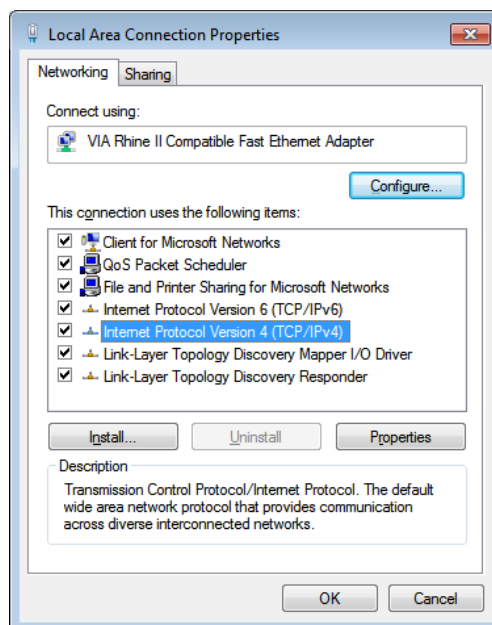 Local Area Connection Properties
Networking
Sharing
Connect using:
VIA Rhine II Compatible Fast Ethernet Adapter
Configure...
This connection uses the following items:
Client for Microsoft Networks
QoS Packet Scheduler
File and Printer Sharing for Microsoft Networks
Internet Protocol Version 6 (TCP/IPv6)
Internet Protocol Version 4 (TCP/IPv4)
Link-Layer Topology Discovery Mapper I/O Driver
Link-Layer Topology Discovery Responder
Install...
Uninstall
Properties
Description
Transmission Control Protocol/Internet Protocol. The default
wide area network protocol that provides communication
across diverse interconnected networks.
OK
Cancel